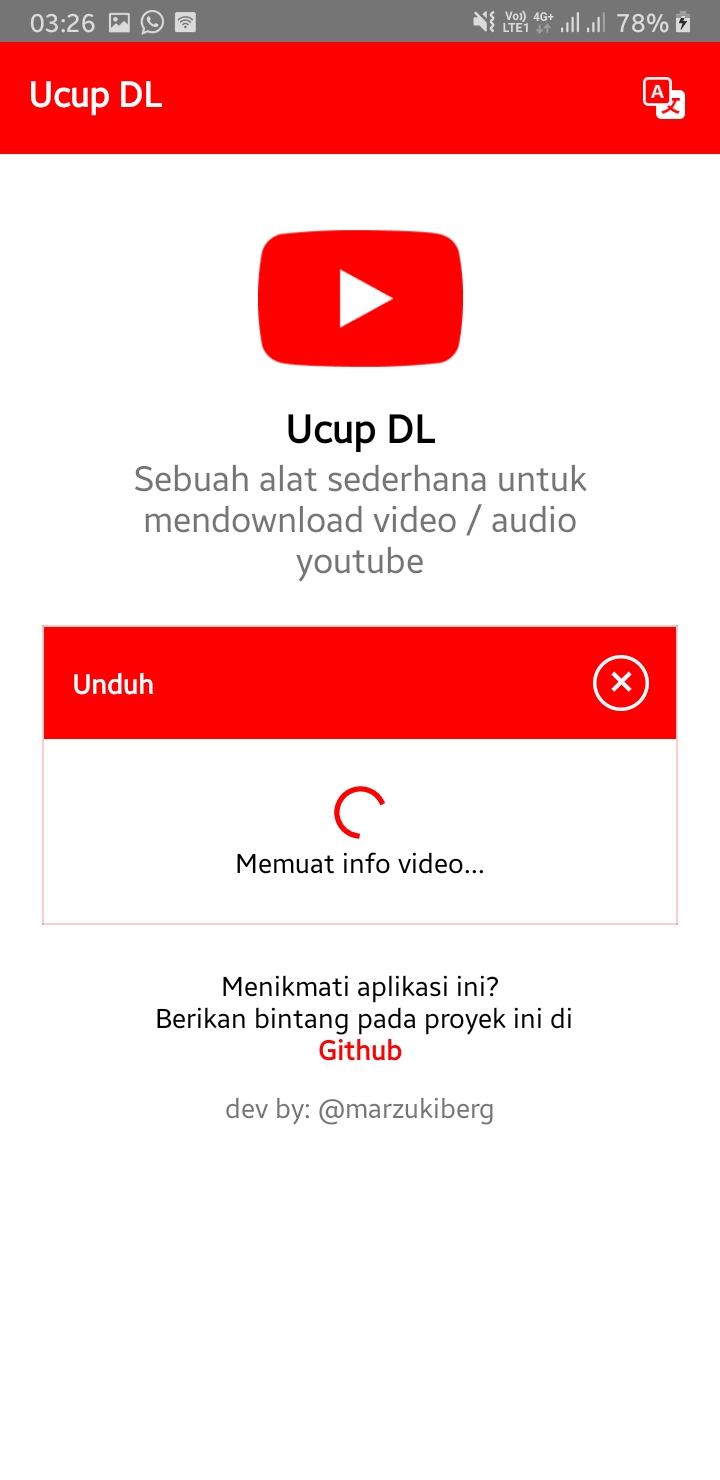 03:26 Vo) LTE1 4G+ 78%
Ucup DL
A
Ucup DL
Sebuah alat sederhana untuk
mendownload video / audio
youtube
Unduh
Memuat info video...
Menikmati aplikasi ini?
Berikan bintang pada proyek ini di
Github
dev by: @marzukiberg